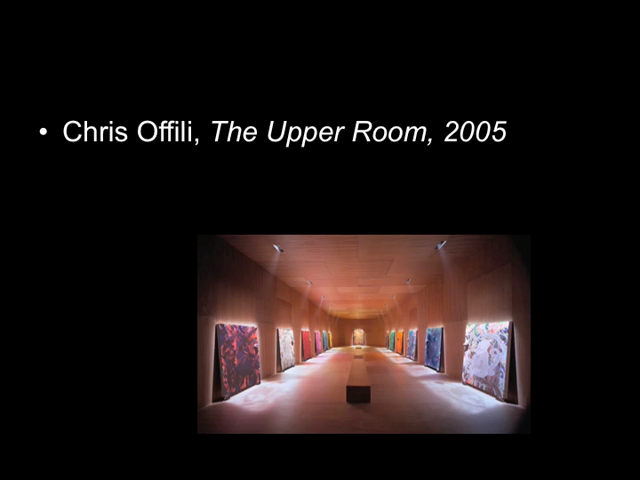 • Chris Offili, The Upper Room, 2005